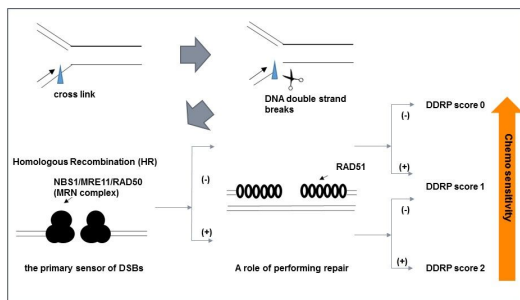 cross link
DNA double strand
breaks
DDRP score 0
(-)
Homologous Recombination (HR)
RAD51
(+)
NBS1/MRE11/RAD50
(MRN complex)
(-)
DDRP score 1
(-)
(+)
(+)
the primary sensor of DSBs
A role of performing repair
DDRP score 2
Chemo sensitivity